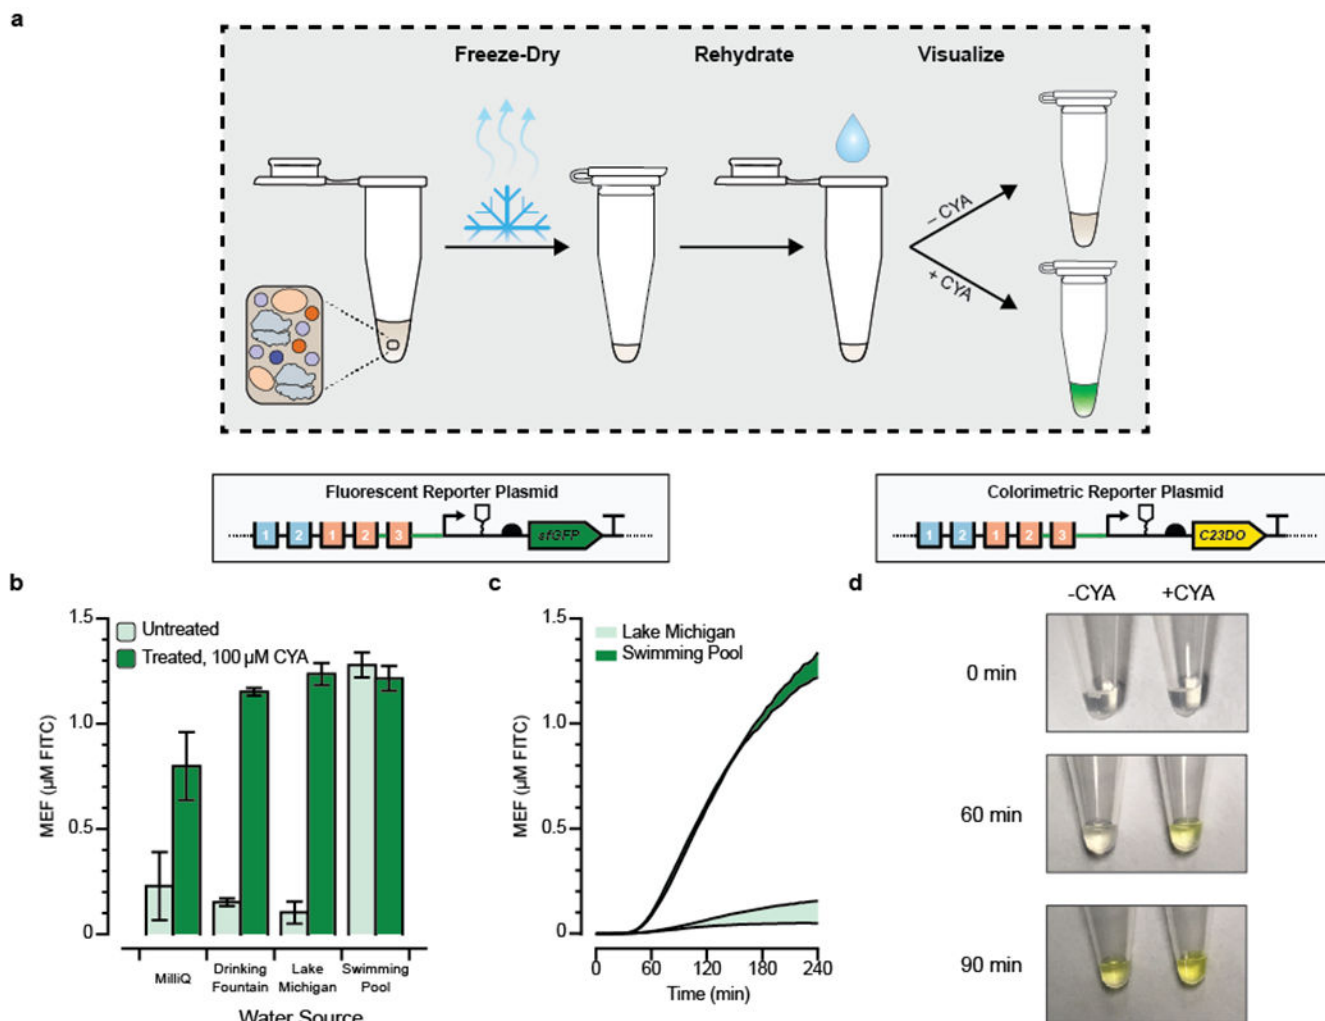 a
Freeze-Dry
Rehydrate
Visualize
– CYA
+ CYA
Fluorescent Reporter Plasmid
1 2 1 2 3
sfGFP
Colorimetric Reporter Plasmid
1 2 1 2 3
C23DO
b
1.5
1.0
0.5
0
MEF (µM FITC)
Untreated
Treated, 100 µM CYA
MilliQ
Drinking
Fountain
Lake
Michigan
Swimming
Pool
Water Source
c
1.5
1.0
0.5
0
MEF (µM FITC)
Lake Michigan
Swimming Pool
0 60 120 180 240
Time (min)
d
-CYA +CYA
0 min
60 min
90 min